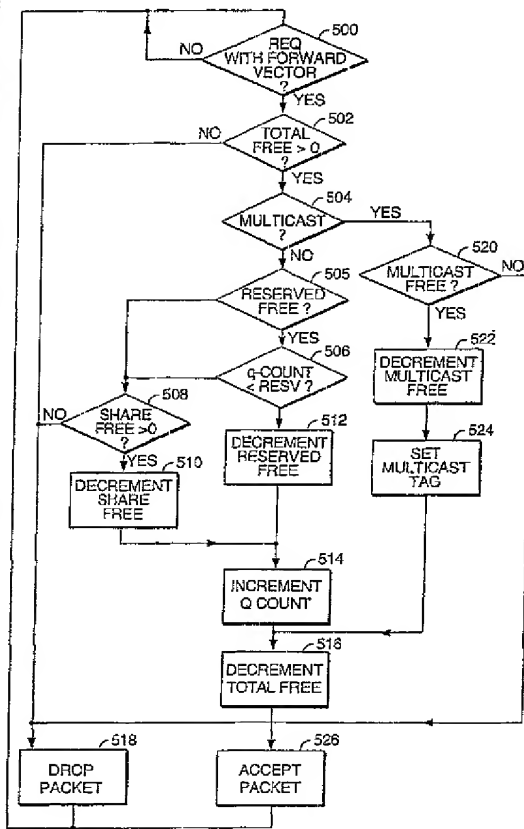 500
REQ
WITH FORWARD
VECTOR
?
NO
YES
502
TOTAL
FREE > 0
?
NO
YES
504
MULTICAST
?
YES
NO
520
MULTICAST
FREE ?
NO
YES
505
RESERVED
FREE ?
YES
506
q-COUNT
< RESV ?
522
DECREMENT
MULTICAST
FREE
508
SHARE
FREE >0
?
NO
YES
512
DECREMENT
RESERVED
FREE
524
SET
MULTICAST
TAG
510
DECREMENT
SHARE
FREE
514
INCREMENT
Q COUNT
516
DECREMENT
TOTAL FREE
518
DROP
PACKET
526
ACCEPT
PACKET